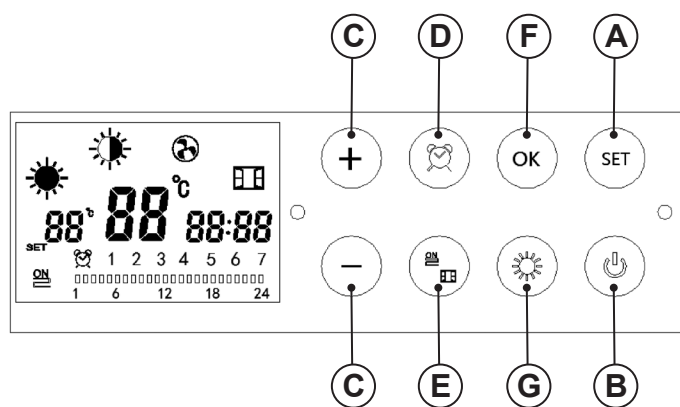 C D F A
+ OK SET
°C
88 °c 88 88:88
SET
1 2 3 4 5 6 7
ON
1 6 12 18 24
− ON
C E G B